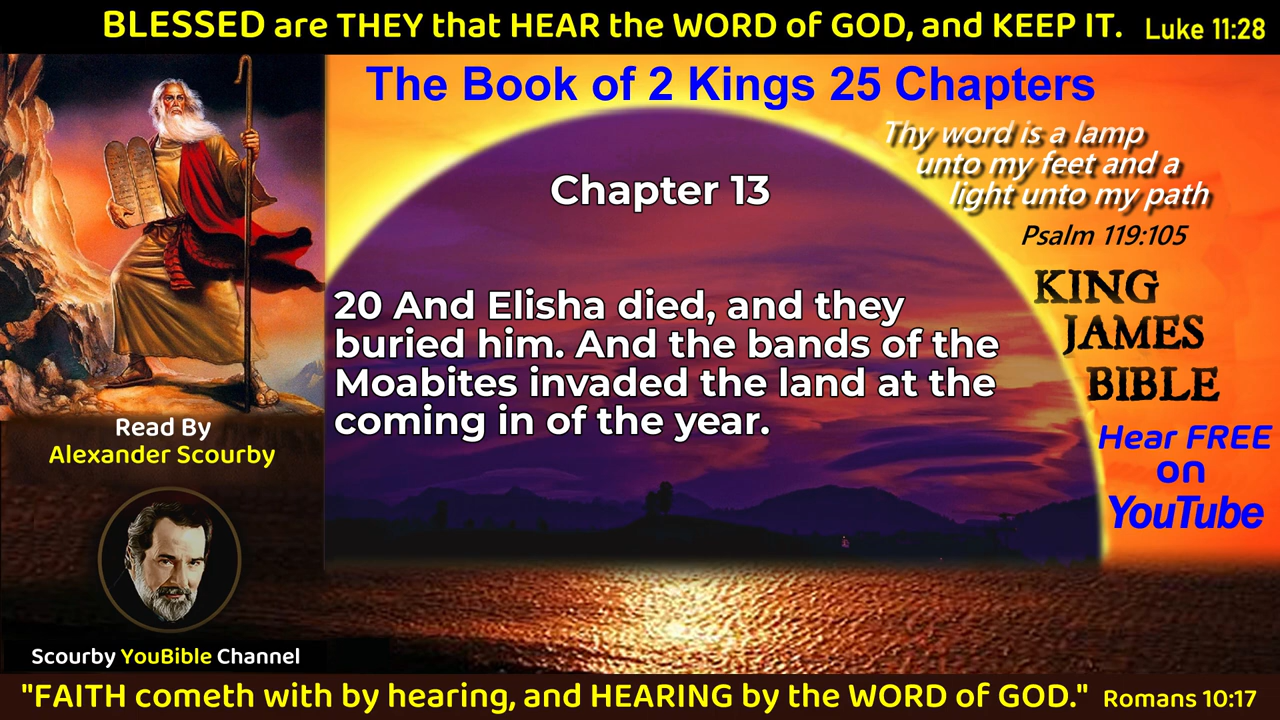 BLESSED are THEY that HEAR the WORD of GOD, and KEEP IT. Luke 11:28
The Book of 2 Kings 25 Chapters
Thy word is a lamp
unto my feet and a
light unto my path
Psalm 119:105
Chapter 13
KING
JAMES
BIBLE
20 And Elisha died, and they
buried him. And the bands of the
Moabites invaded the land at the
coming in of the year.
Hear FREE
on
YouTube
Read By
Alexander Scourby
Scourby YouBible Channel
"FAITH cometh with by hearing, and HEARING by the WORD of GOD." Romans 10:17